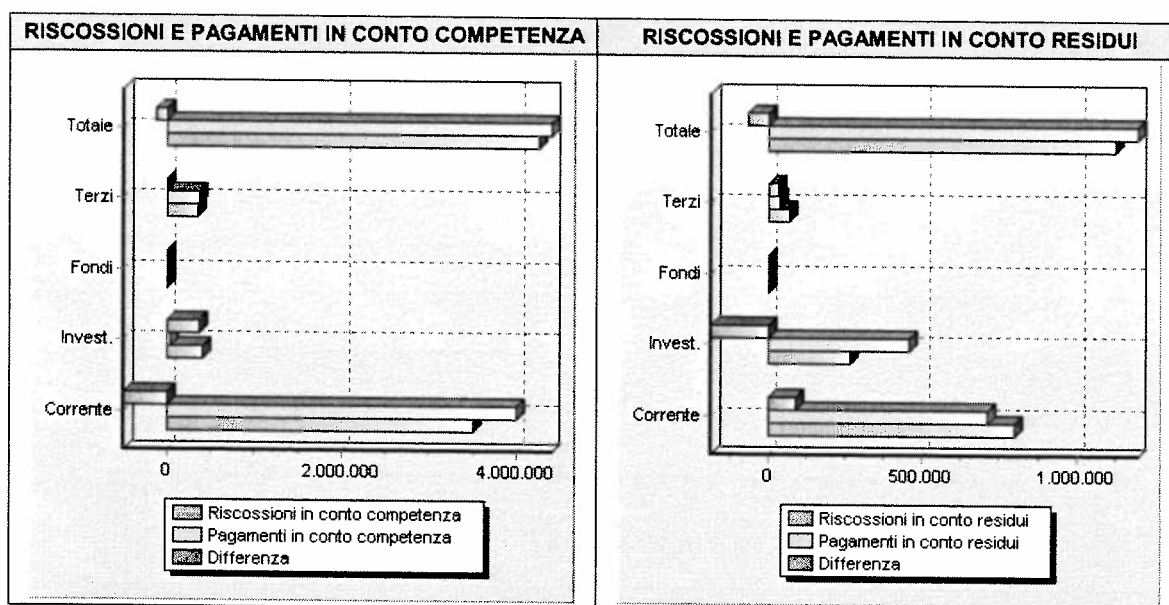 RISCOSSIONI E PAGAMENTI IN CONTO COMPETENZA
Totale
Terzi
Fondi
Invest.
Corrente
0 2.000.000 4.000.000
Riscossioni in conto competenza
Pagamenti in conto competenza
Differenza
RISCOSSIONI E PAGAMENTI IN CONTO RESIDUI
Totale
Terzi
Fondi
Invest.
Corrente
0 500.000 1.000.000
Riscossioni in conto residui
Pagamenti in conto residui
Differenza